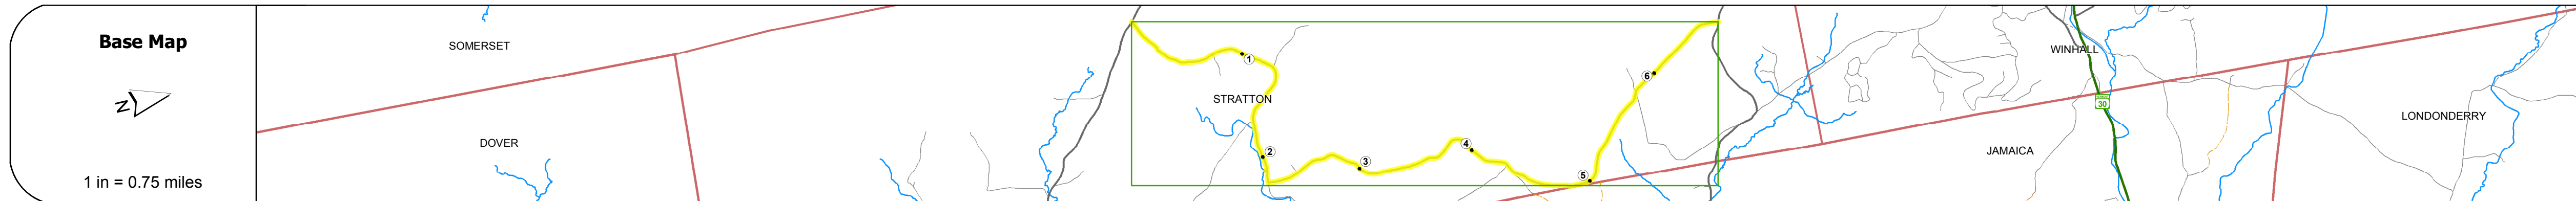 Base Map
N
1 in = 0.75 miles
SOMERSET
DOVER
STRATTON
1
2
3
4
5
6
WINHALL
30
JAMAICA
LONDONDERRY